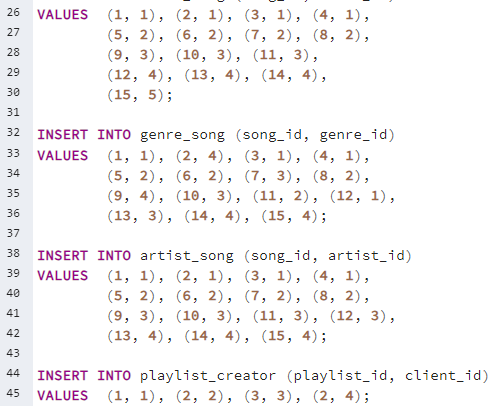 26 VALUES (1, 1), (2, 1), (3, 1), (4, 1),
27 (5, 2), (6, 2), (7, 2), (8, 2),
28 (9, 3), (10, 3), (11, 3),
29 (12, 4), (13, 4), (14, 4),
30 (15, 5);
31
32 INSERT INTO genre_song (song_id, genre_id)
33 VALUES (1, 1), (2, 4), (3, 1), (4, 1),
34 (5, 2), (6, 2), (7, 3), (8, 2),
35 (9, 4), (10, 3), (11, 2), (12, 1),
36 (13, 3), (14, 4), (15, 4);
37
38 INSERT INTO artist_song (song_id, artist_id)
39 VALUES (1, 1), (2, 1), (3, 1), (4, 1),
40 (5, 2), (6, 2), (7, 2), (8, 2),
41 (9, 3), (10, 3), (11, 3), (12, 3),
42 (13, 4), (14, 4), (15, 4);
43
44 INSERT INTO playlist_creator (playlist_id, client_id)
45 VALUES (1, 1), (2, 2), (3, 3), (2, 4);